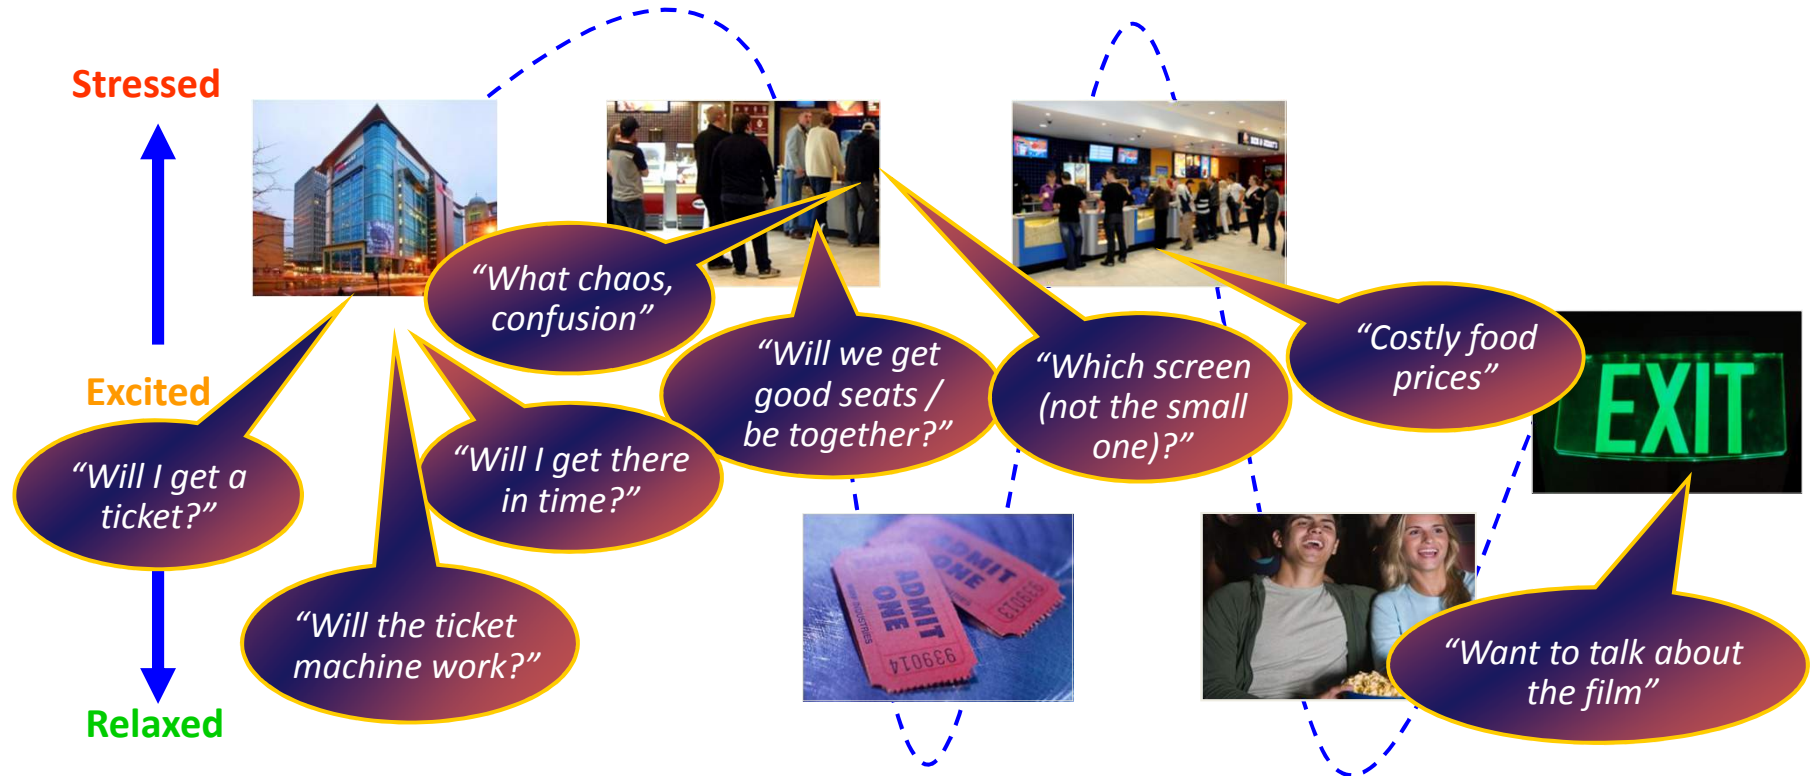 Stressed
Excited
Relaxed
“Will I get a
ticket?”
“Will the ticket
machine work?”
“Will I get there
in time?”
“What chaos,
confusion”
“Will we get
good seats /
be together?”
“Which screen
(not the small
one)?”
“Costly food
prices”
EXIT
ADMIT
ONE
939014
ADMIT
ONE
939013
“Want to talk about
the film”